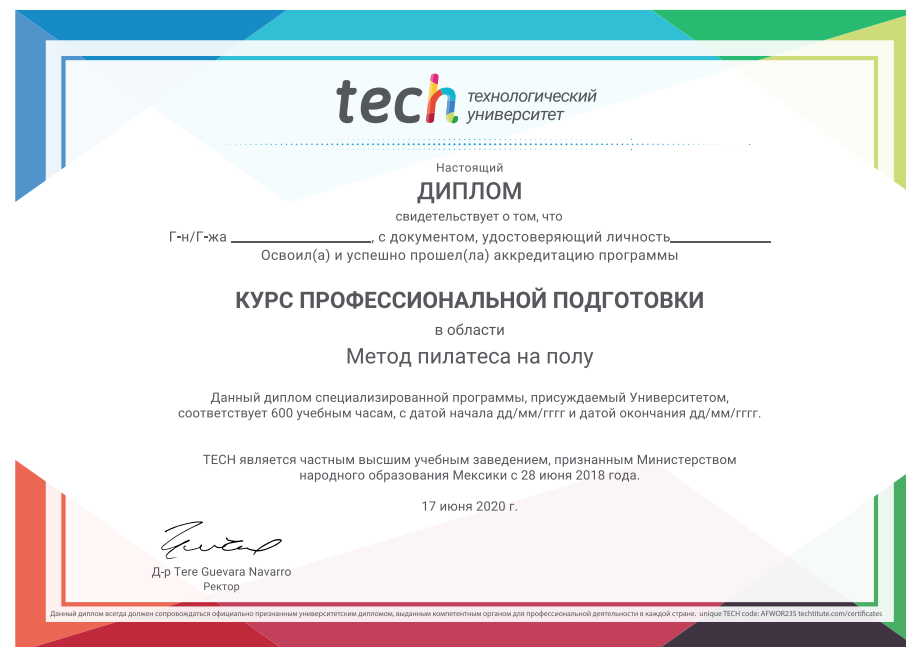 tech технологический
университет
Настоящий
ДИПЛОМ
свидетельствует о том, что
Г-н/Г-жа ____________________, с документом, удостоверяющий личность______________
Освоил(а) и успешно прошел(ла) аккредитацию программы
КУРС ПРОФЕССИОНАЛЬНОЙ ПОДГОТОВКИ
в области
Метод пилатеса на полу
Данный диплом специализированной программы, присуждаемый Университетом,
соответствует 600 учебным часам, с датой начала дд/мм/гггг и датой окончания дд/мм/гггг.
TECH является частным высшим учебным заведением, признанным Министерством
народного образования Мексики с 28 июня 2018 года.
17 июня 2020 г.
Д-р Tere Guevara Navarro
Ректор
Данный диплом всегда должен сопровождаться официально признанным университетским дипломом, выданным компетентным органом для профессиональной деятельности в каждой стране. unique TECH code: AFWOR23S techtitute.com/certificates